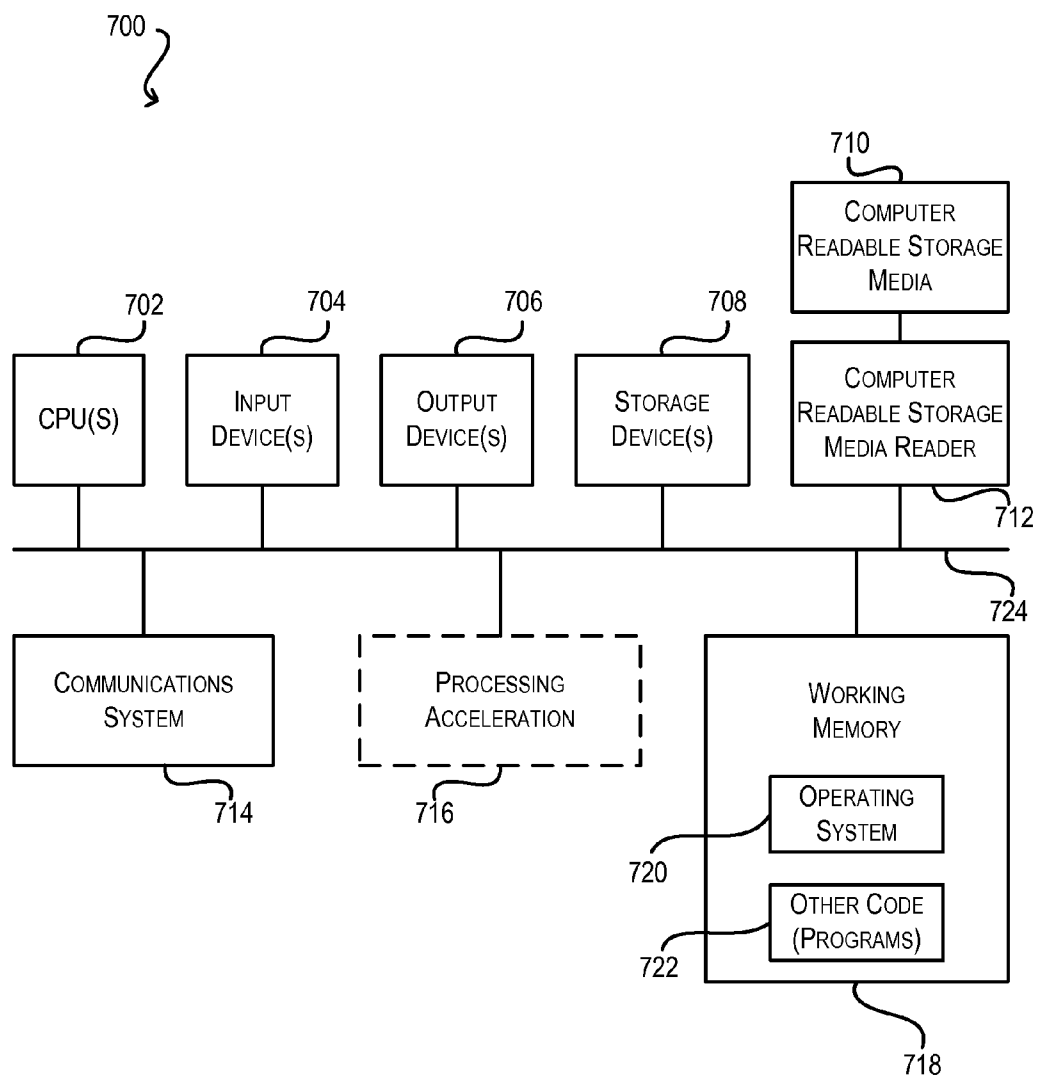 700
710
COMPUTER
READABLE STORAGE
MEDIA
702
704
706
708
CPU(S)
INPUT
DEVICE(S)
OUTPUT
DEVICE(S)
STORAGE
DEVICE(S)
COMPUTER
READABLE STORAGE
MEDIA READER
712
724
COMMUNICATIONS
SYSTEM
714
PROCESSING
ACCELERATION
716
WORKING
MEMORY
OPERATING
SYSTEM
720
OTHER CODE
(PROGRAMS)
722
718